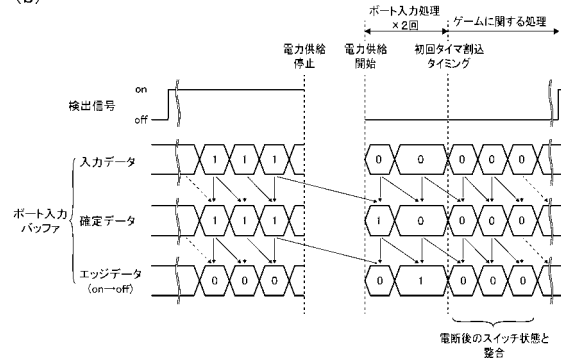 (b)
ポート入力処理
×2回
ゲームに関する処理
電力供給
停止
電力供給
開始
初回タイマ割込
タイミング
検出信号
on
off
入力データ
1 1 1 0 0 0 0 0
ポート入力
バッファ
確定データ
1 1 1 1 0 0 0 0
エッジデータ
(on→off)
0 0 0 0 1 0 0 0
電断後のスイッチ状態と
整合